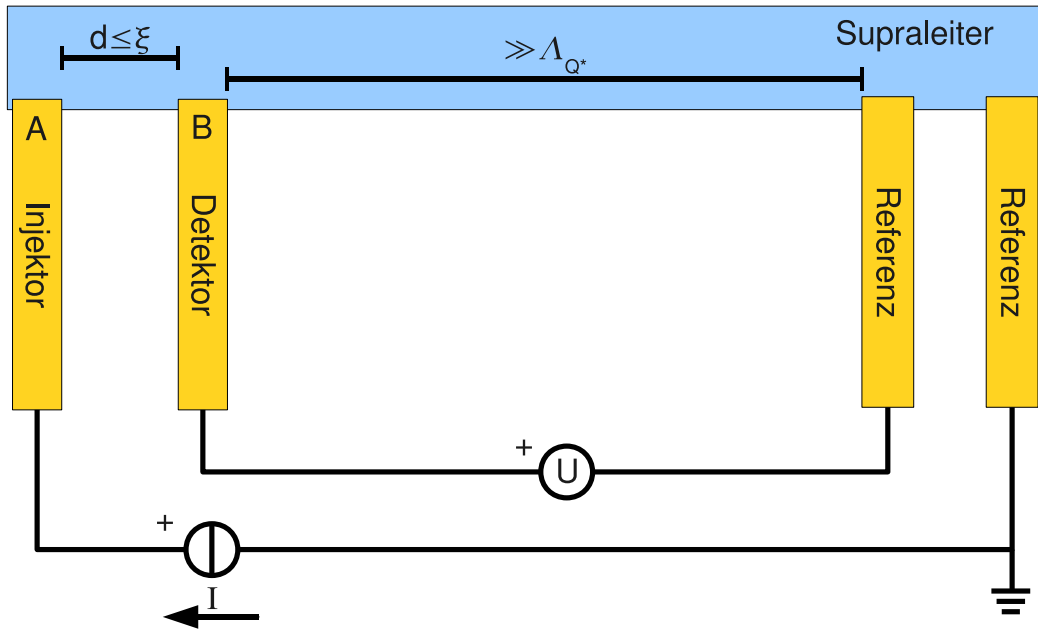 Supraleiter
d≤ξ
≫Λ_Q*
A
Injektor
B
Detektor
Referenz
Referenz
+
U
+
I